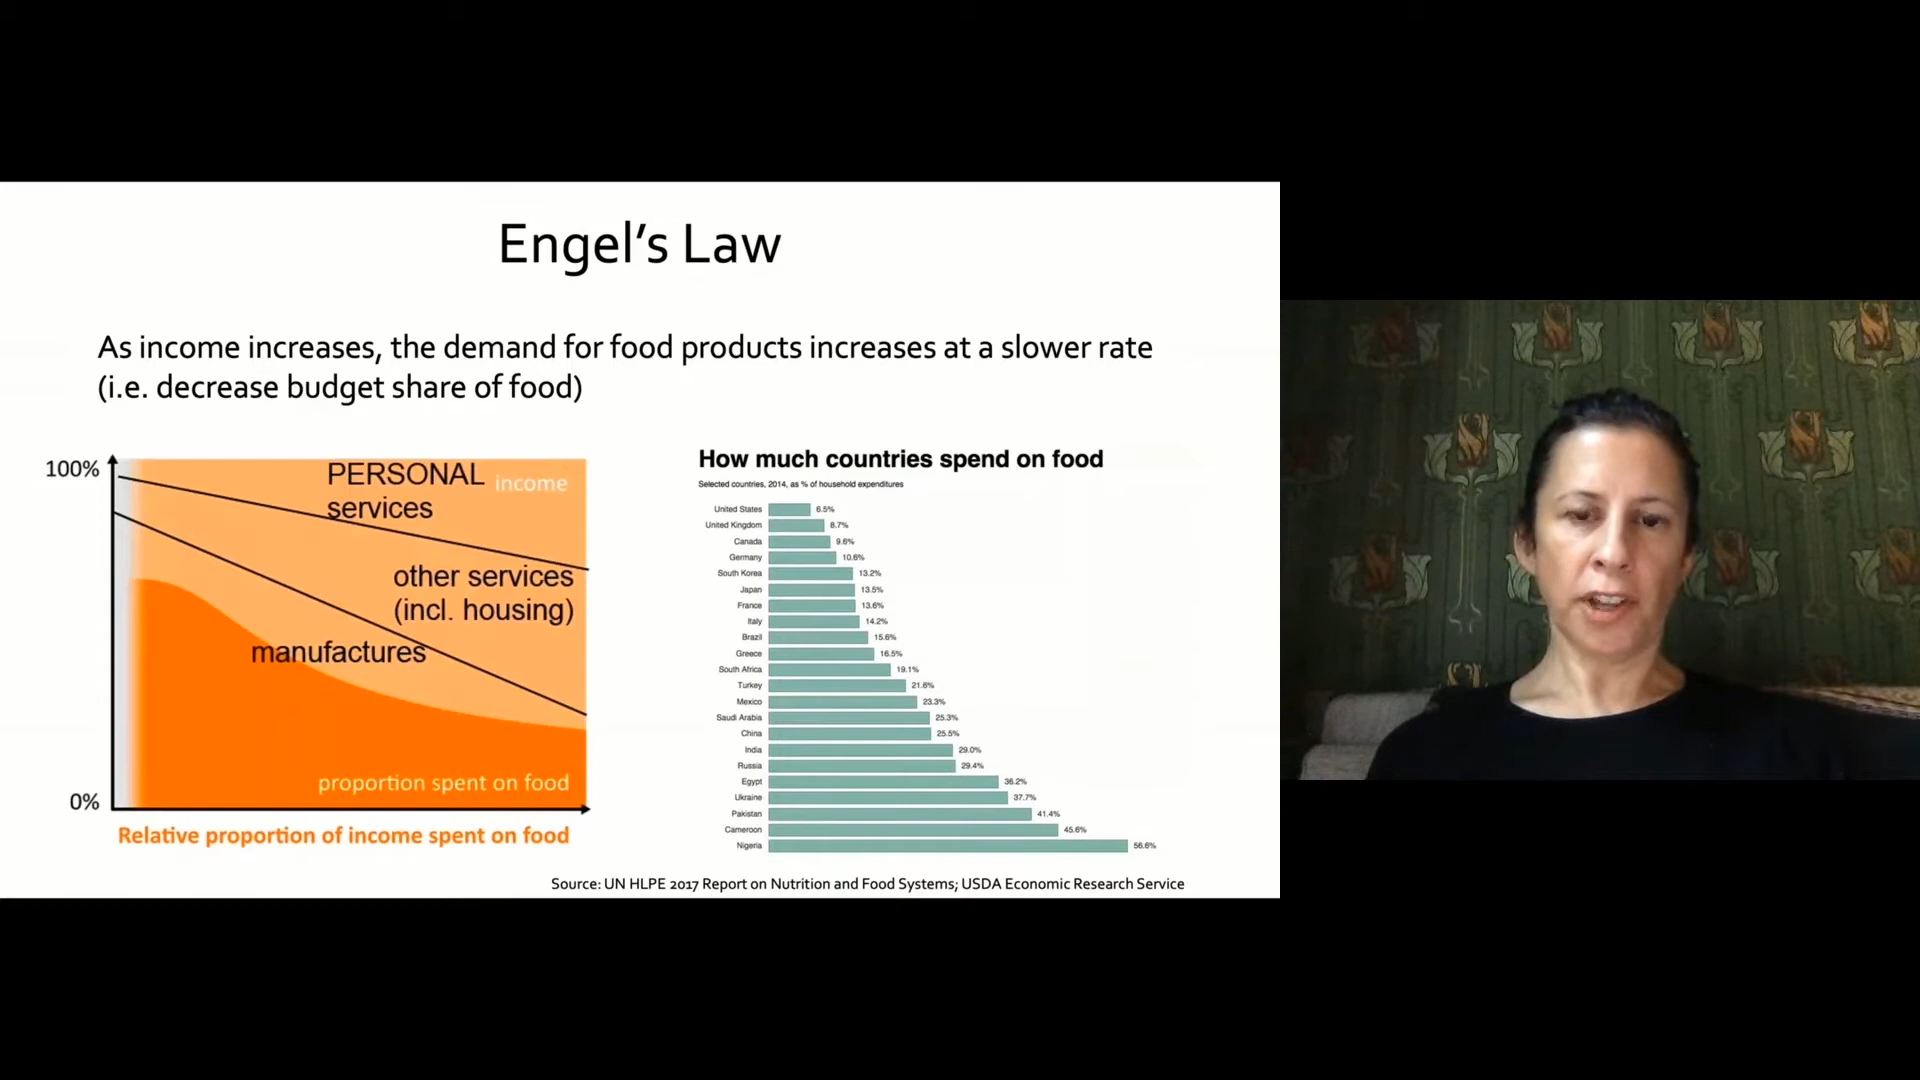 Engel's Law
As income increases, the demand for food products increases at a slower rate
(i.e. decrease budget share of food)
100%
PERSONAL
services
income
other services
(incl. housing)
manufactures
proportion spent on food
0%
Relative proportion of income spent on food
How much countries spend on food
Selected countries, 2014, as % of household expenditures
United States 6.5%
United Kingdom 8.7%
Canada 9.6%
Germany 10.6%
South Korea 13.2%
Japan 13.5%
France 13.6%
Italy 14.2%
Brazil 15.6%
Greece 16.5%
South Africa 19.1%
Turkey 21.6%
Mexico 23.3%
Saudi Arabia 25.3%
China 25.5%
India 29.0%
Russia 29.4%
Egypt 36.2%
Ukraine 37.7%
Pakistan 41.4%
Cameroon 45.6%
Nigeria 56.6%
Source: UN HLPE 2017 Report on Nutrition and Food Systems; USDA Economic Research Service